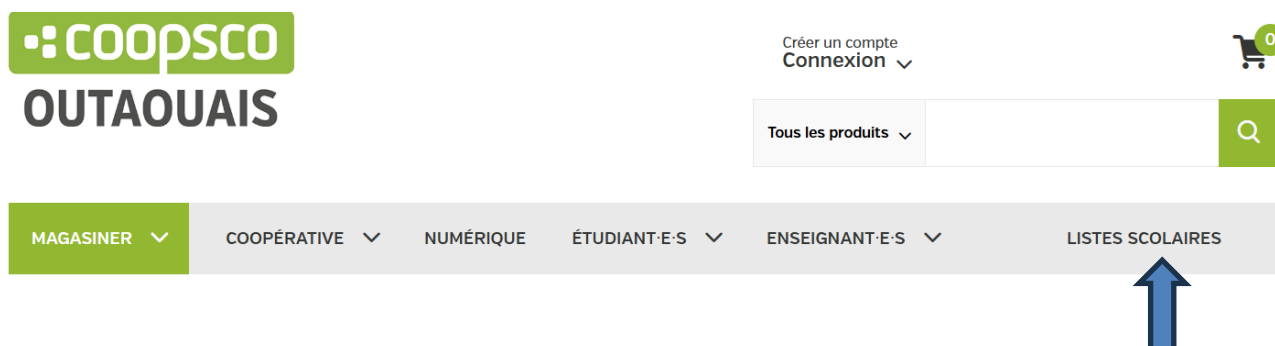 coopsco
OUTAOUAIS
Créer un compte
Connexion
0
Tous les produits
MAGASINER COOPÉRATIVE NUMÉRIQUE ÉTUDIANT·E·S ENSEIGNANT·E·S LISTES SCOLAIRES